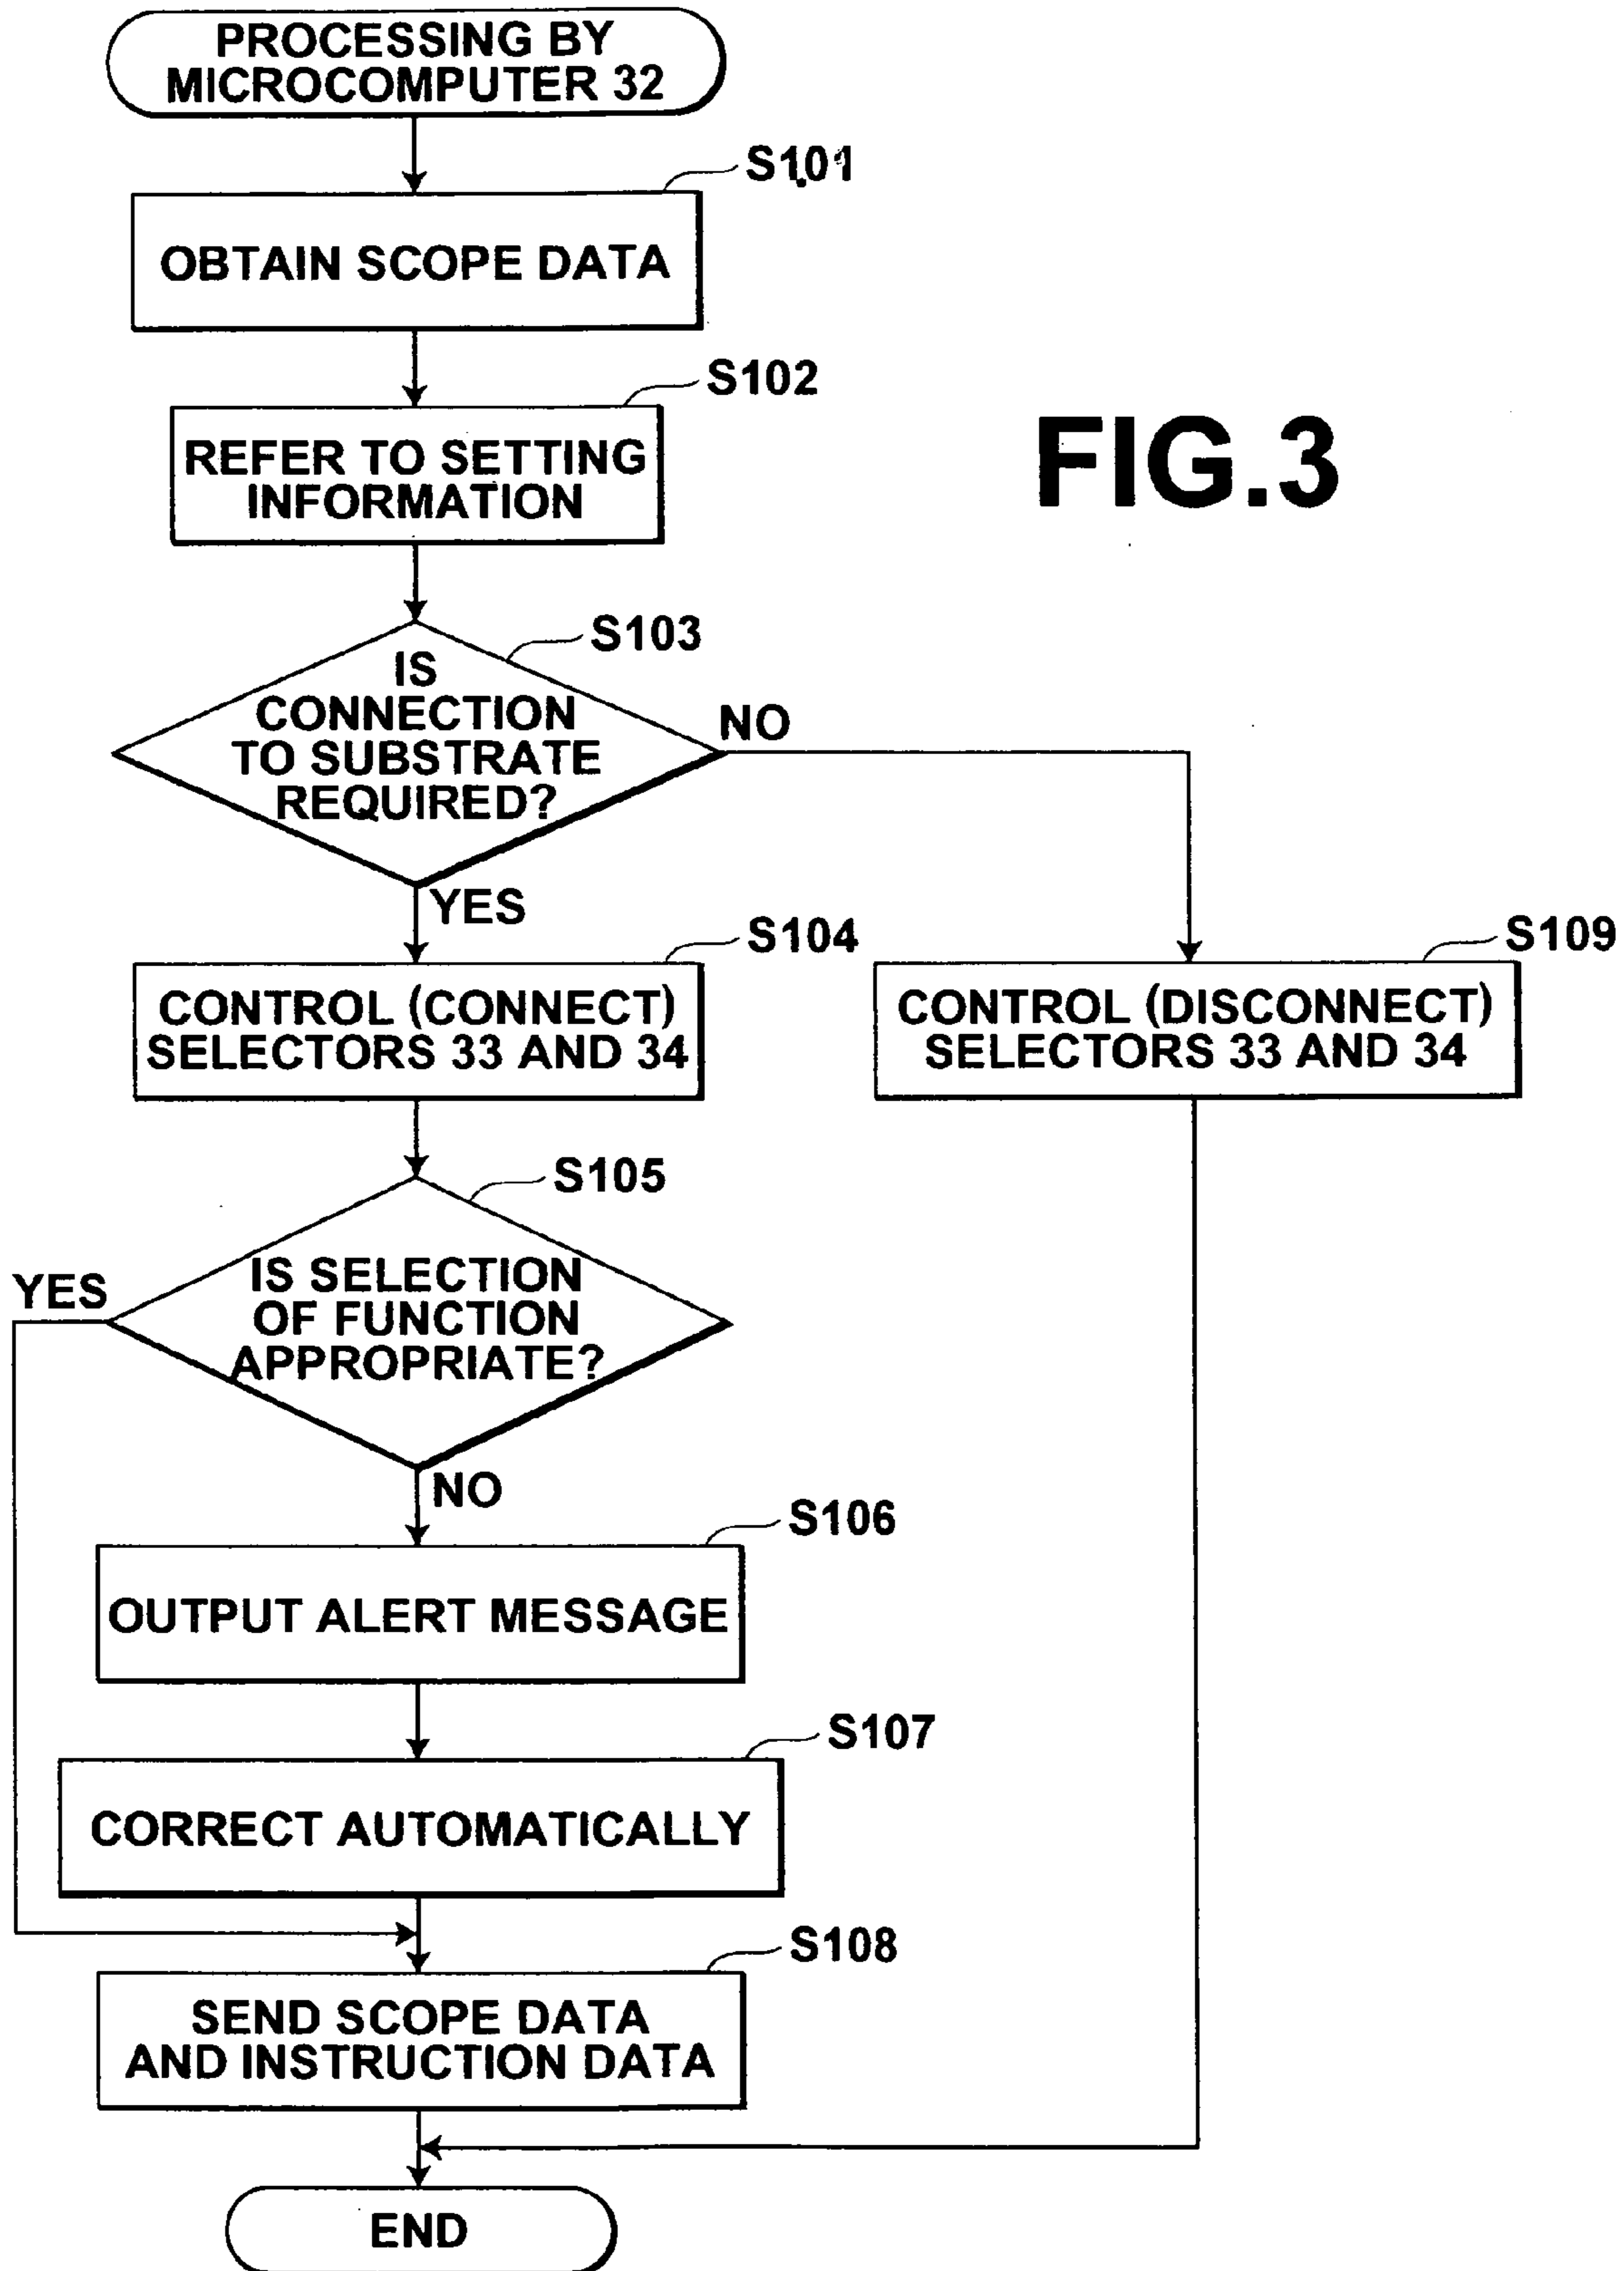 PROCESSING BY
MICROCOMPUTER 32
S101
OBTAIN SCOPE DATA
S102
REFER TO SETTING
INFORMATION
FIG.3
S103
IS
CONNECTION
TO SUBSTRATE
REQUIRED?
NO
YES
S104
CONTROL (CONNECT)
SELECTORS 33 AND 34
S109
CONTROL (DISCONNECT)
SELECTORS 33 AND 34
S105
IS SELECTION
OF FUNCTION
APPROPRIATE?
YES
NO
S106
OUTPUT ALERT MESSAGE
S107
CORRECT AUTOMATICALLY
S108
SEND SCOPE DATA
AND INSTRUCTION DATA
END